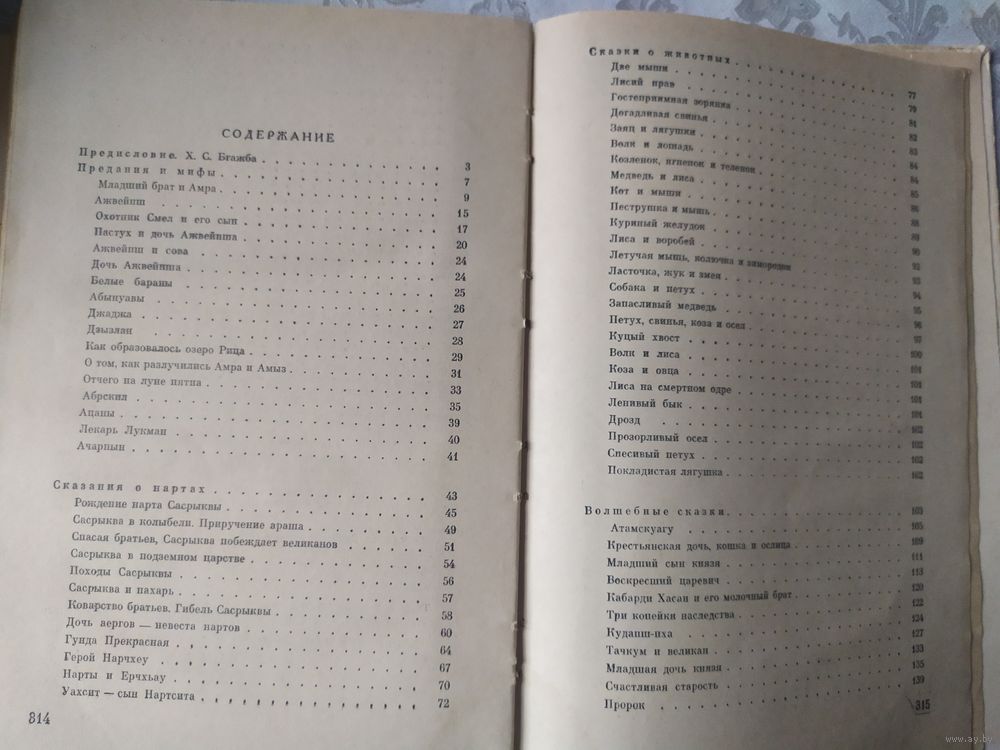 СОДЕРЖАНИЕ
Предисловие. Х. С. Бгажба 3
Предания и мифы 7
Младший брат и Амра 9
Ажвейпш 15
Охотник Смел и его сын 17
Пастух и дочь Ажвейпша 20
Ажвейпш и сова 24
Дочь Ажвейпша 24
Белые бараны 25
Абынуавы 26
Джаджа 27
Дзызлан 28
Как образовалось озеро Рица 29
О том, как разлучились Амра и Амыз 31
Отчего на луне пятна 33
Абрскил 35
Ацаны 39
Лекарь Лукман 40
Ачарпын 41
Сказания о нартах 43
Рождение нарта Сасрыквы 45
Сасрыква в колыбели. Приручение араша 49
Спасая братьев, Сасрыква побеждает великанов 51
Сасрыква в подземном царстве 54
Походы Сасрыквы 56
Сасрыква и пахарь 57
Коварство братьев. Гибель Сасрыквы 58
Дочь аергов — невеста нартов 60
Гунда Прекрасная 64
Герой Нарчхеу 67
Нарты и Ерчхьау 70
Уахсит — сын Нартсита 72
314
Сказки о животных 77
Две мыши 79
Лисий нрав 81
Гостеприимная зорянка 82
Догадливая свинья 83
Заяц и лягушки 84
Волк и лошадь 84
Козленок, ягненок и теленок 85
Медведь и лиса 86
Кот и мыши 88
Пеструшка и мышь 89
Куриный желудок 90
Лиса и воробей 92
Летучая мышь, колючка и зимородок 93
Ласточка, жук и змея 94
Собака и петух 95
Запасливый медведь 96
Петух, свинья, коза и осел 97
Куцый хвост 100
Волк и лиса 101
Коза и овца 101
Лиса на смертном одре 101
Ленивый бык 101
Дрозд 102
Прозорливый осел 102
Спесивый петух 102
Покладистая лягушка 102
Волшебные сказки 103
Атамскуагу 105
Крестьянская дочь, кошка и ослица 109
Младший сын князя 111
Воскресший царевич 113
Кабарди Хасан и его молочный брат 120
Три копейки наследства 122
Кудапш-пха 124
Тачкум и великан 127
Младшая дочь князя 133
Счастливая старость 135
Пророк 139
315
www.ay.by